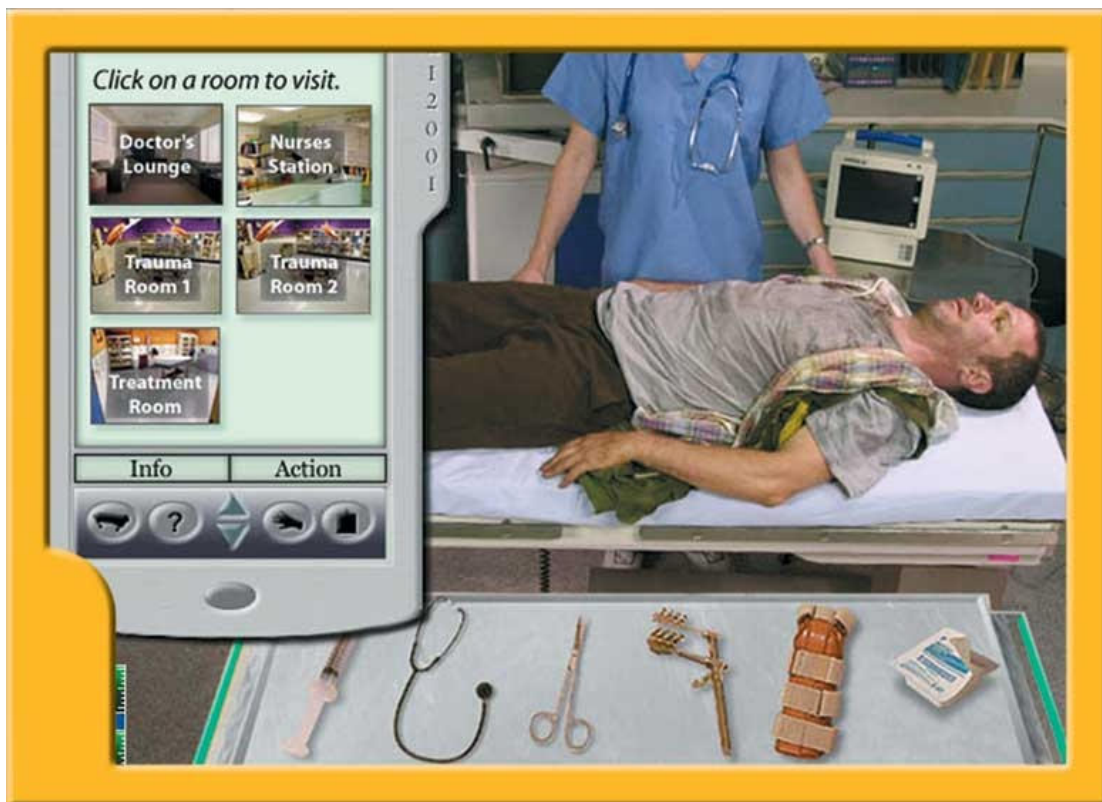 Click on a room to visit.
Doctor's
Lounge
Nurses
Station
Trauma
Room 1
Trauma
Room 2
Treatment
Room
Info
Action
?
I
2
0
0
I